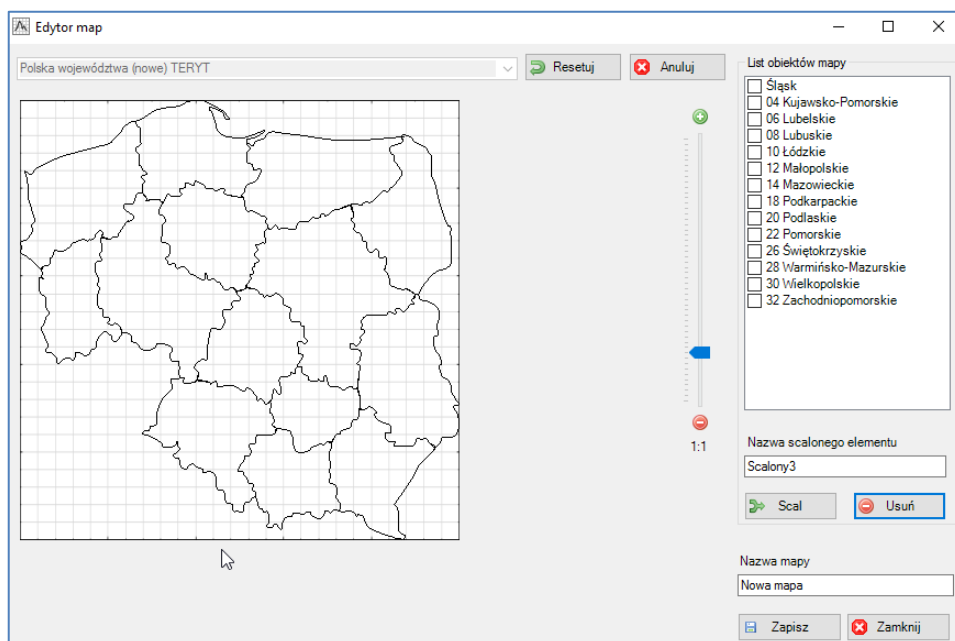 Edytor map
Polska województwa (nowe) TERYT
Resetuj
Anuluj
List obiektów mapy
Śląsk
04 Kujawsko-Pomorskie
06 Lubelskie
08 Lubuskie
10 Łódzkie
12 Małopolskie
14 Mazowieckie
18 Podkarpackie
20 Podlaskie
22 Pomorskie
26 Świętokrzyskie
28 Warmińsko-Mazurskie
30 Wielkopolskie
32 Zachodniopomorskie
1:1
Nazwa scalonego elementu
Scalony3
Scal
Usuń
Nazwa mapy
Nowa mapa
Zapisz
Zamknij